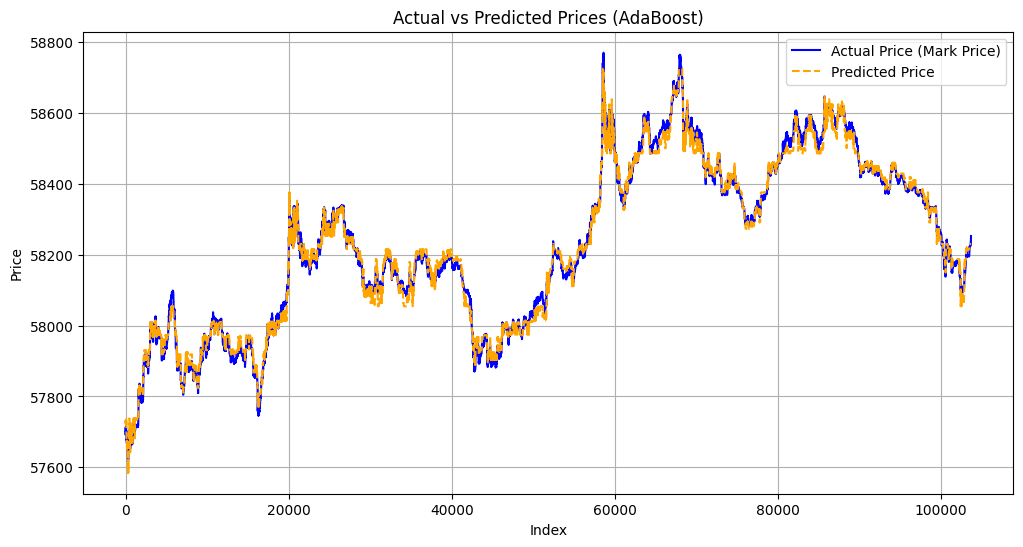 Actual vs Predicted Prices (AdaBoost)
Actual Price (Mark Price)
Predicted Price
Price
58800
58600
58400
58200
58000
57800
57600
0
20000
40000
60000
80000
100000
Index